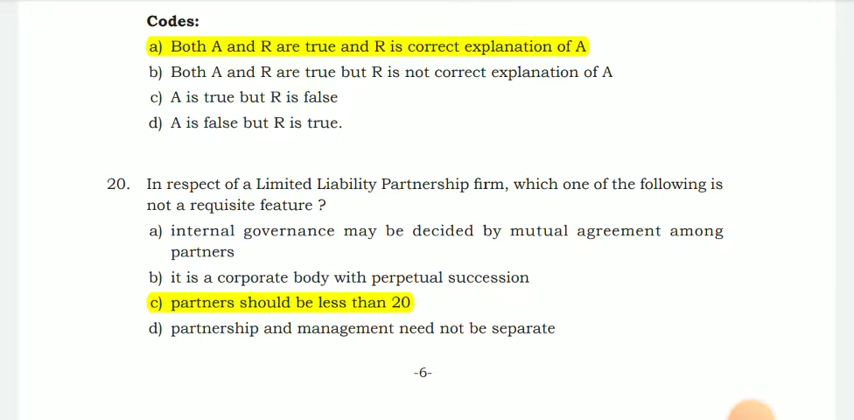 Codes:
a) Both A and R are true and R is correct explanation of A
b) Both A and R are true but R is not correct explanation of A
c) A is true but R is false
d) A is false but R is true.
20. In respect of a Limited Liability Partnership firm, which one of the following is
not a requisite feature ?
a) internal governance may be decided by mutual agreement among
partners
b) it is a corporate body with perpetual succession
c) partners should be less than 20
d) partnership and management need not be separate
-6-